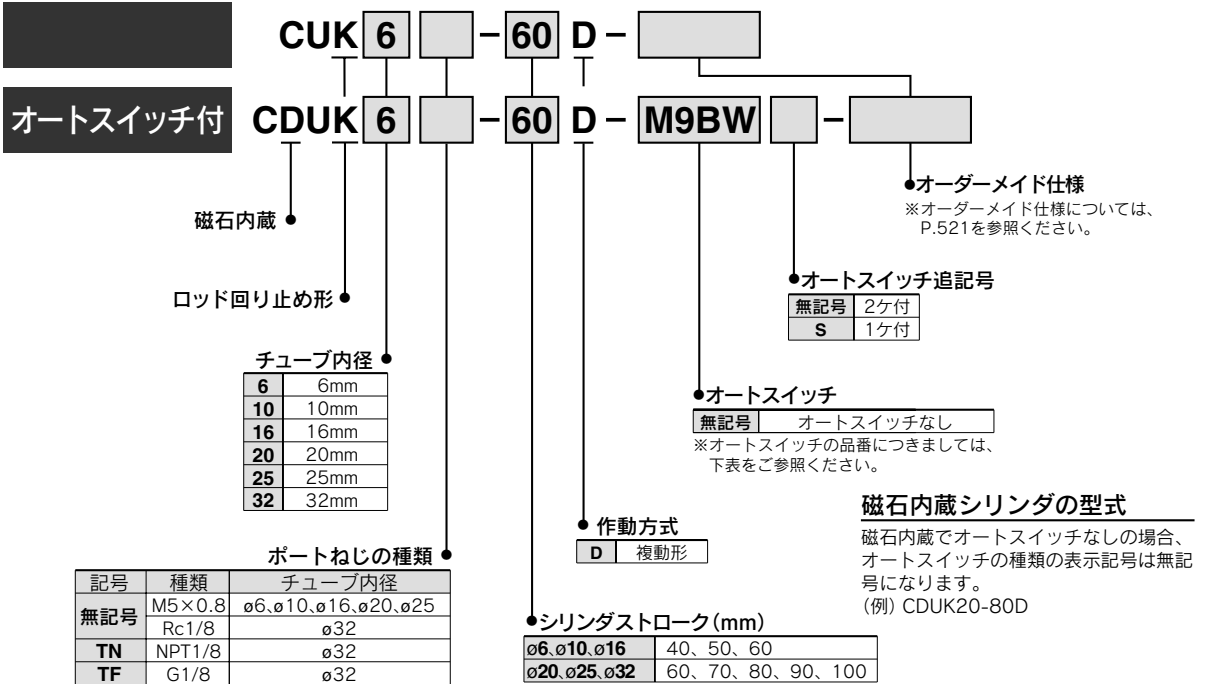 CUK 6 - 60 D -
オートスイッチ付 CDUK 6 - 60 D - M9BW -
オーダーメイド仕様
※オーダーメイド仕様については、
P.521を参照ください。
磁石内蔵
オートスイッチ追記号
無記号 2ケ付
S 1ケ付
ロッド回り止め形
チューブ内径
6 6mm
10 10mm
16 16mm
20 20mm
25 25mm
32 32mm
オートスイッチ
無記号 オートスイッチなし
※オートスイッチの品番につきましては、
下表をご参照ください。
磁石内蔵シリンダの型式
磁石内蔵でオートスイッチなしの場合、
オートスイッチの種類の表示記号は無記
号になります。
(例) CDUK20-80D
作動方式
D 複動形
ポートねじの種類
記号 種類 チューブ内径
無記号 M5×0.8 ø6、ø10、ø16、ø20、ø25
Rc1/8 ø32
TN NPT1/8 ø32
TF G1/8 ø32
シリンダストローク(mm)
ø6、ø10、ø16 40、50、60
ø20、ø25、ø32 60、70、80、90、100